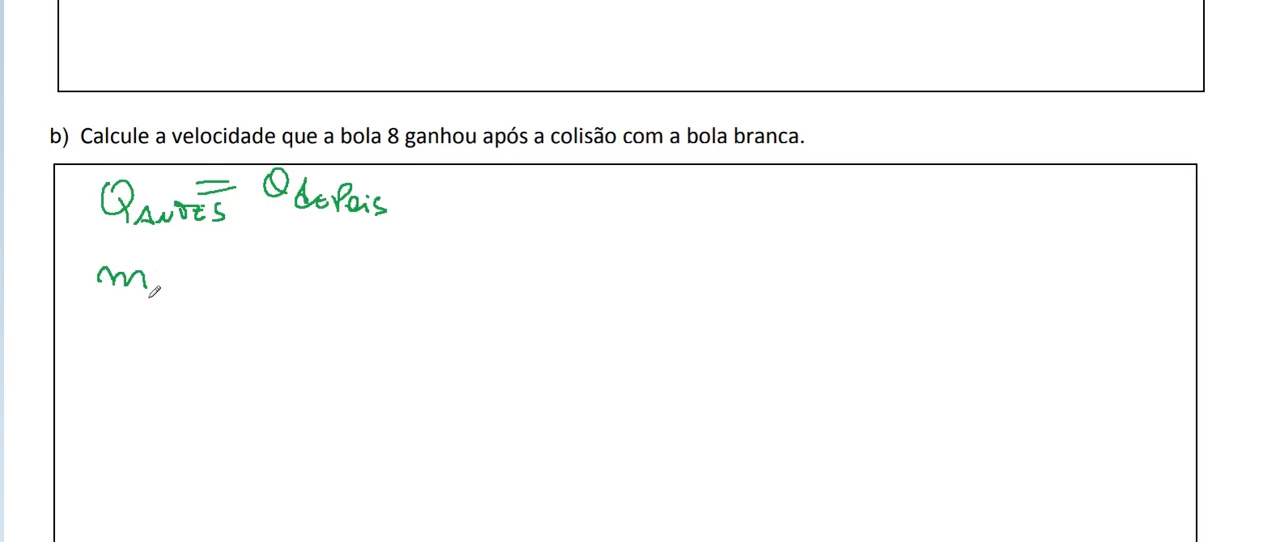 b) Calcule a velocidade que a bola 8 ganhou após a colisão com a bola branca.
QANTES = Qdepois
m